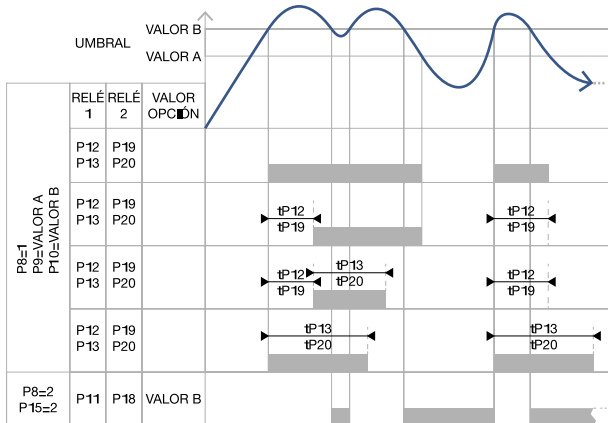 UMBRAL
VALOR B
VALOR A
RELÉ 1
RELÉ 2
VALOR OPCIÓN
P8=1
P9=VALOR A
P10=VALOR B
P12 P19
P13 P20
P12 P19
P13 P20
tP12
tP19
tP12
tP19
P12 P19
P13 P20
tP12
tP19
tP13
tP20
tP12
tP19
P12 P19
P13 P20
tP13
tP20
tP13
tP20
P8=2
P15=2
P11 P18 VALOR B